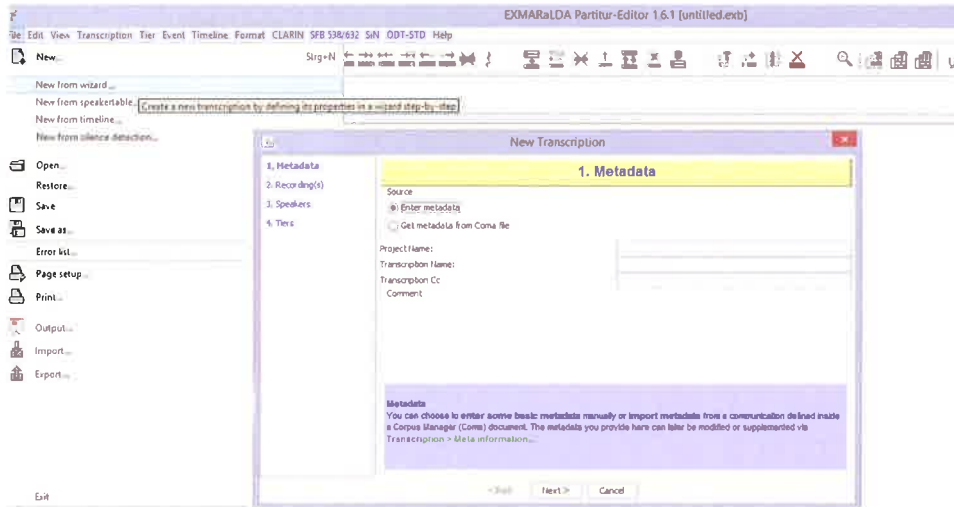 EXMARaLDA Partitur-Editor 1.6.1 [untitled.exb]
File Edit View Transcription Tier Event Timeline Format CLARIN SFB 538/632 SiN ODT-STD Help
New... Strg+N
New from wizard...
New from speakertable...
Create a new transcription by defining its properties in a wizard step-by-step
New from timeline...
New from silence detection...
Open...
Restore...
Save
Save as...
Error list...
Page setup...
Print...
Output...
Import...
Export...
Exit
New Transcription
1. Metadata
2. Recording(s)
3. Speakers
4. Tiers
1. Metadata
Source
Enter metadata
Get metadata from Coma file
Project Name:
Transcription Name:
Transcription Cc
Comment
Metadata
You can choose to enter some basic metadata manually or import metadata from a communication defined inside
a Corpus Manager (Coma) document. The metadata you provide here can later be modified or supplemented via
Transcription > Meta information...
< Back Next > Cancel